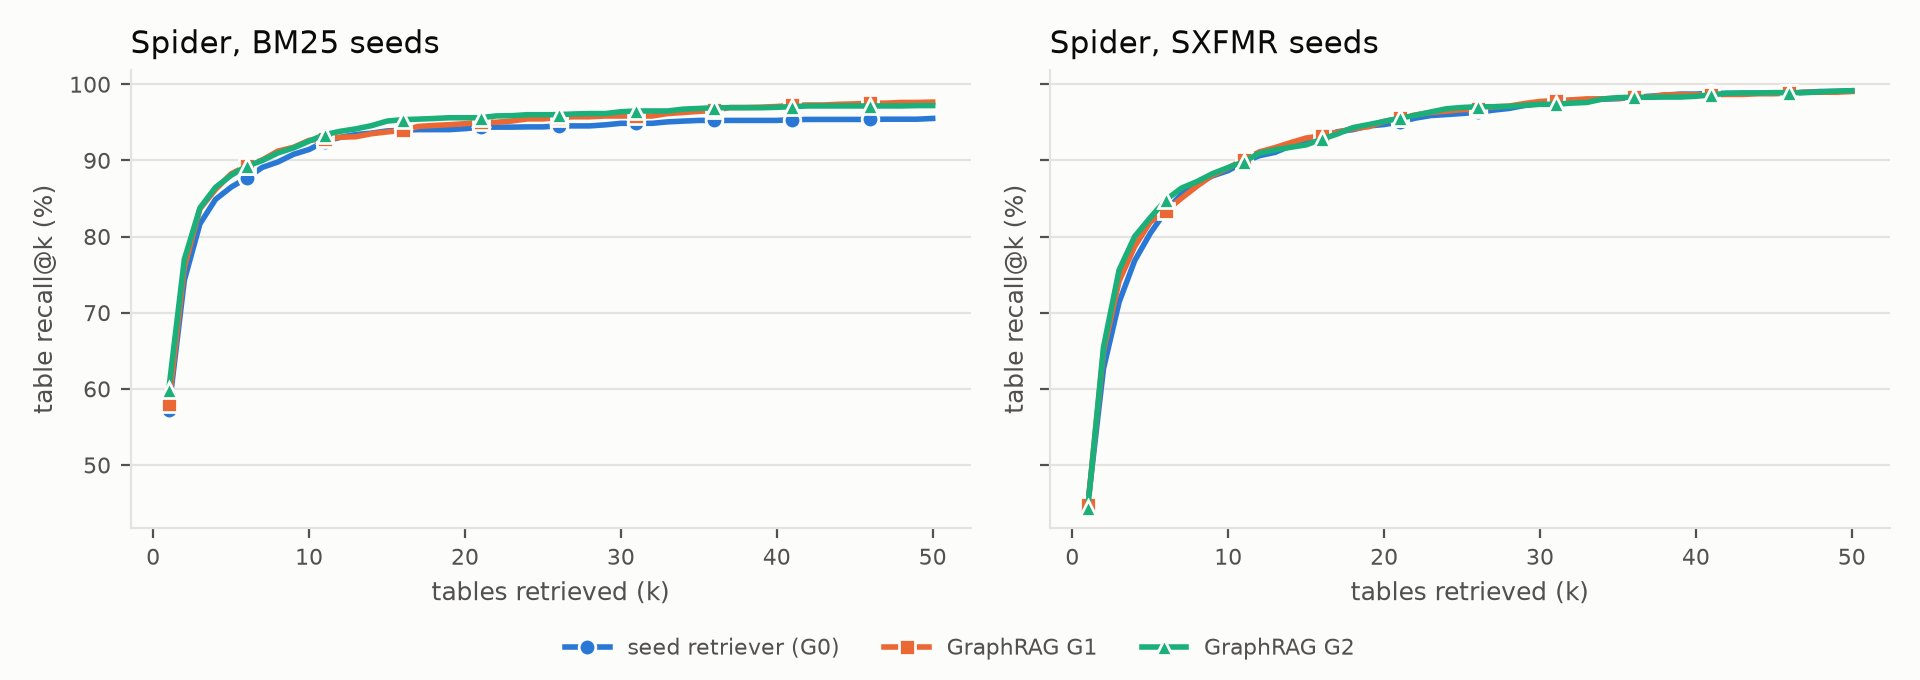 Spider, BM25 seeds
100
90
80
70
60
50
table recall@k (%)
0 10 20 30 40 50
tables retrieved (k)
Spider, SXFMR seeds
table recall@k (%)
0 10 20 30 40 50
tables retrieved (k)
seed retriever (G0) GraphRAG G1 GraphRAG G2